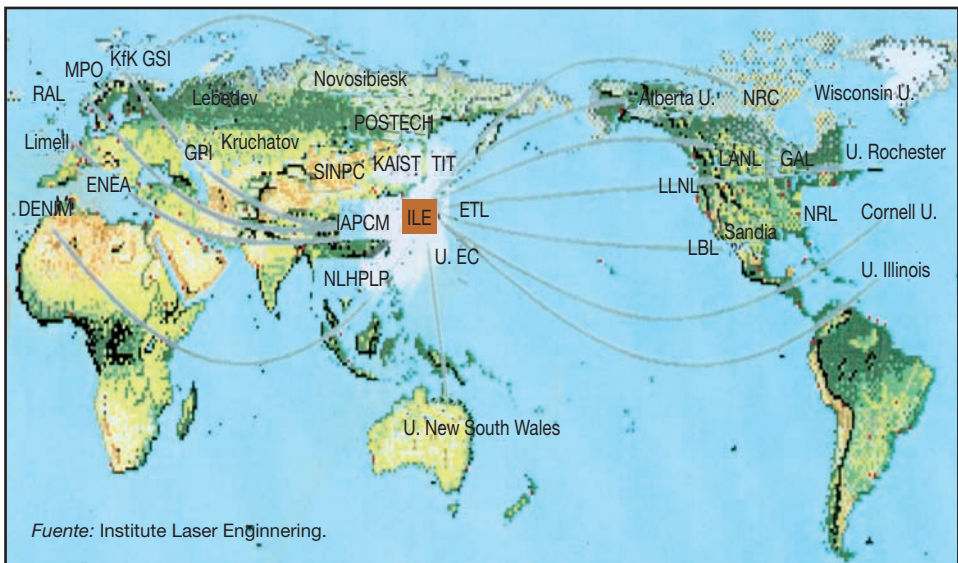 KfK GSI
MPO
Novosibiesk
RAL
Lebedev
Alberta U.
NRC
Wisconsin U.
POSTECH
Limell
Kruchatov
GPI
KAIST
TIT
LANL
GAL
U. Rochester
SINPC
ENEA
LLNL
DENIM
IAPCM
ILE
ETL
NRL
Cornell U.
Sandia
LBL
U. EC
NLHPLP
U. Illinois
U. New South Wales
Fuente: Institute Laser Enginnering.